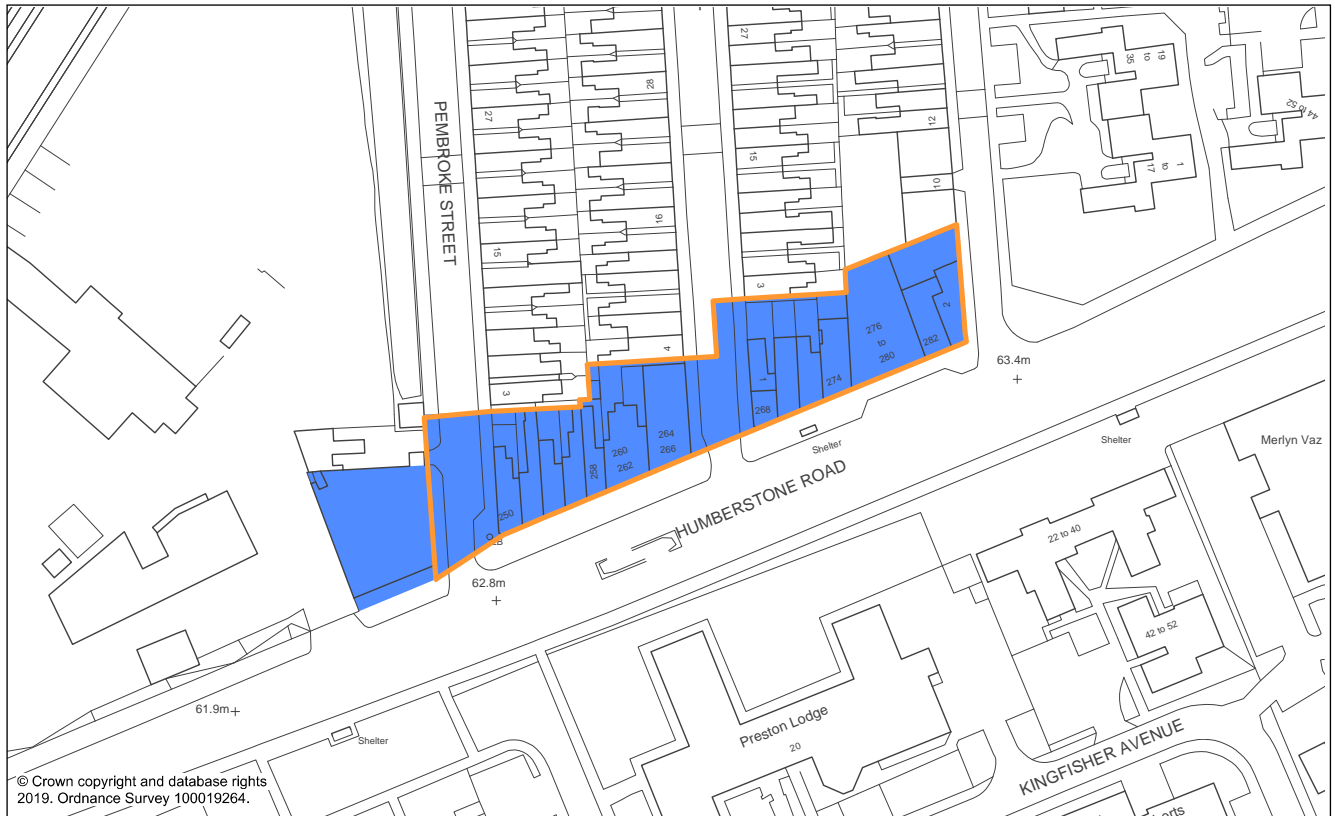 27
28
27
19
to
35
44 to 52
12
PEMBROKE STREET
27
15
1
to
17
10
16
15
3
2
276
to
280
282
4
3
1
274
63.4m
268
264
266
260
262
258
250
Shelter
Shelter
Merlyn Vaz
HUMBERSTONE ROAD
22 to 40
62.8m
42 to 52
61.9m
Preston Lodge
20
Shelter
KINGFISHER AVENUE
© Crown copyright and database rights
2019. Ordnance Survey 100019264.